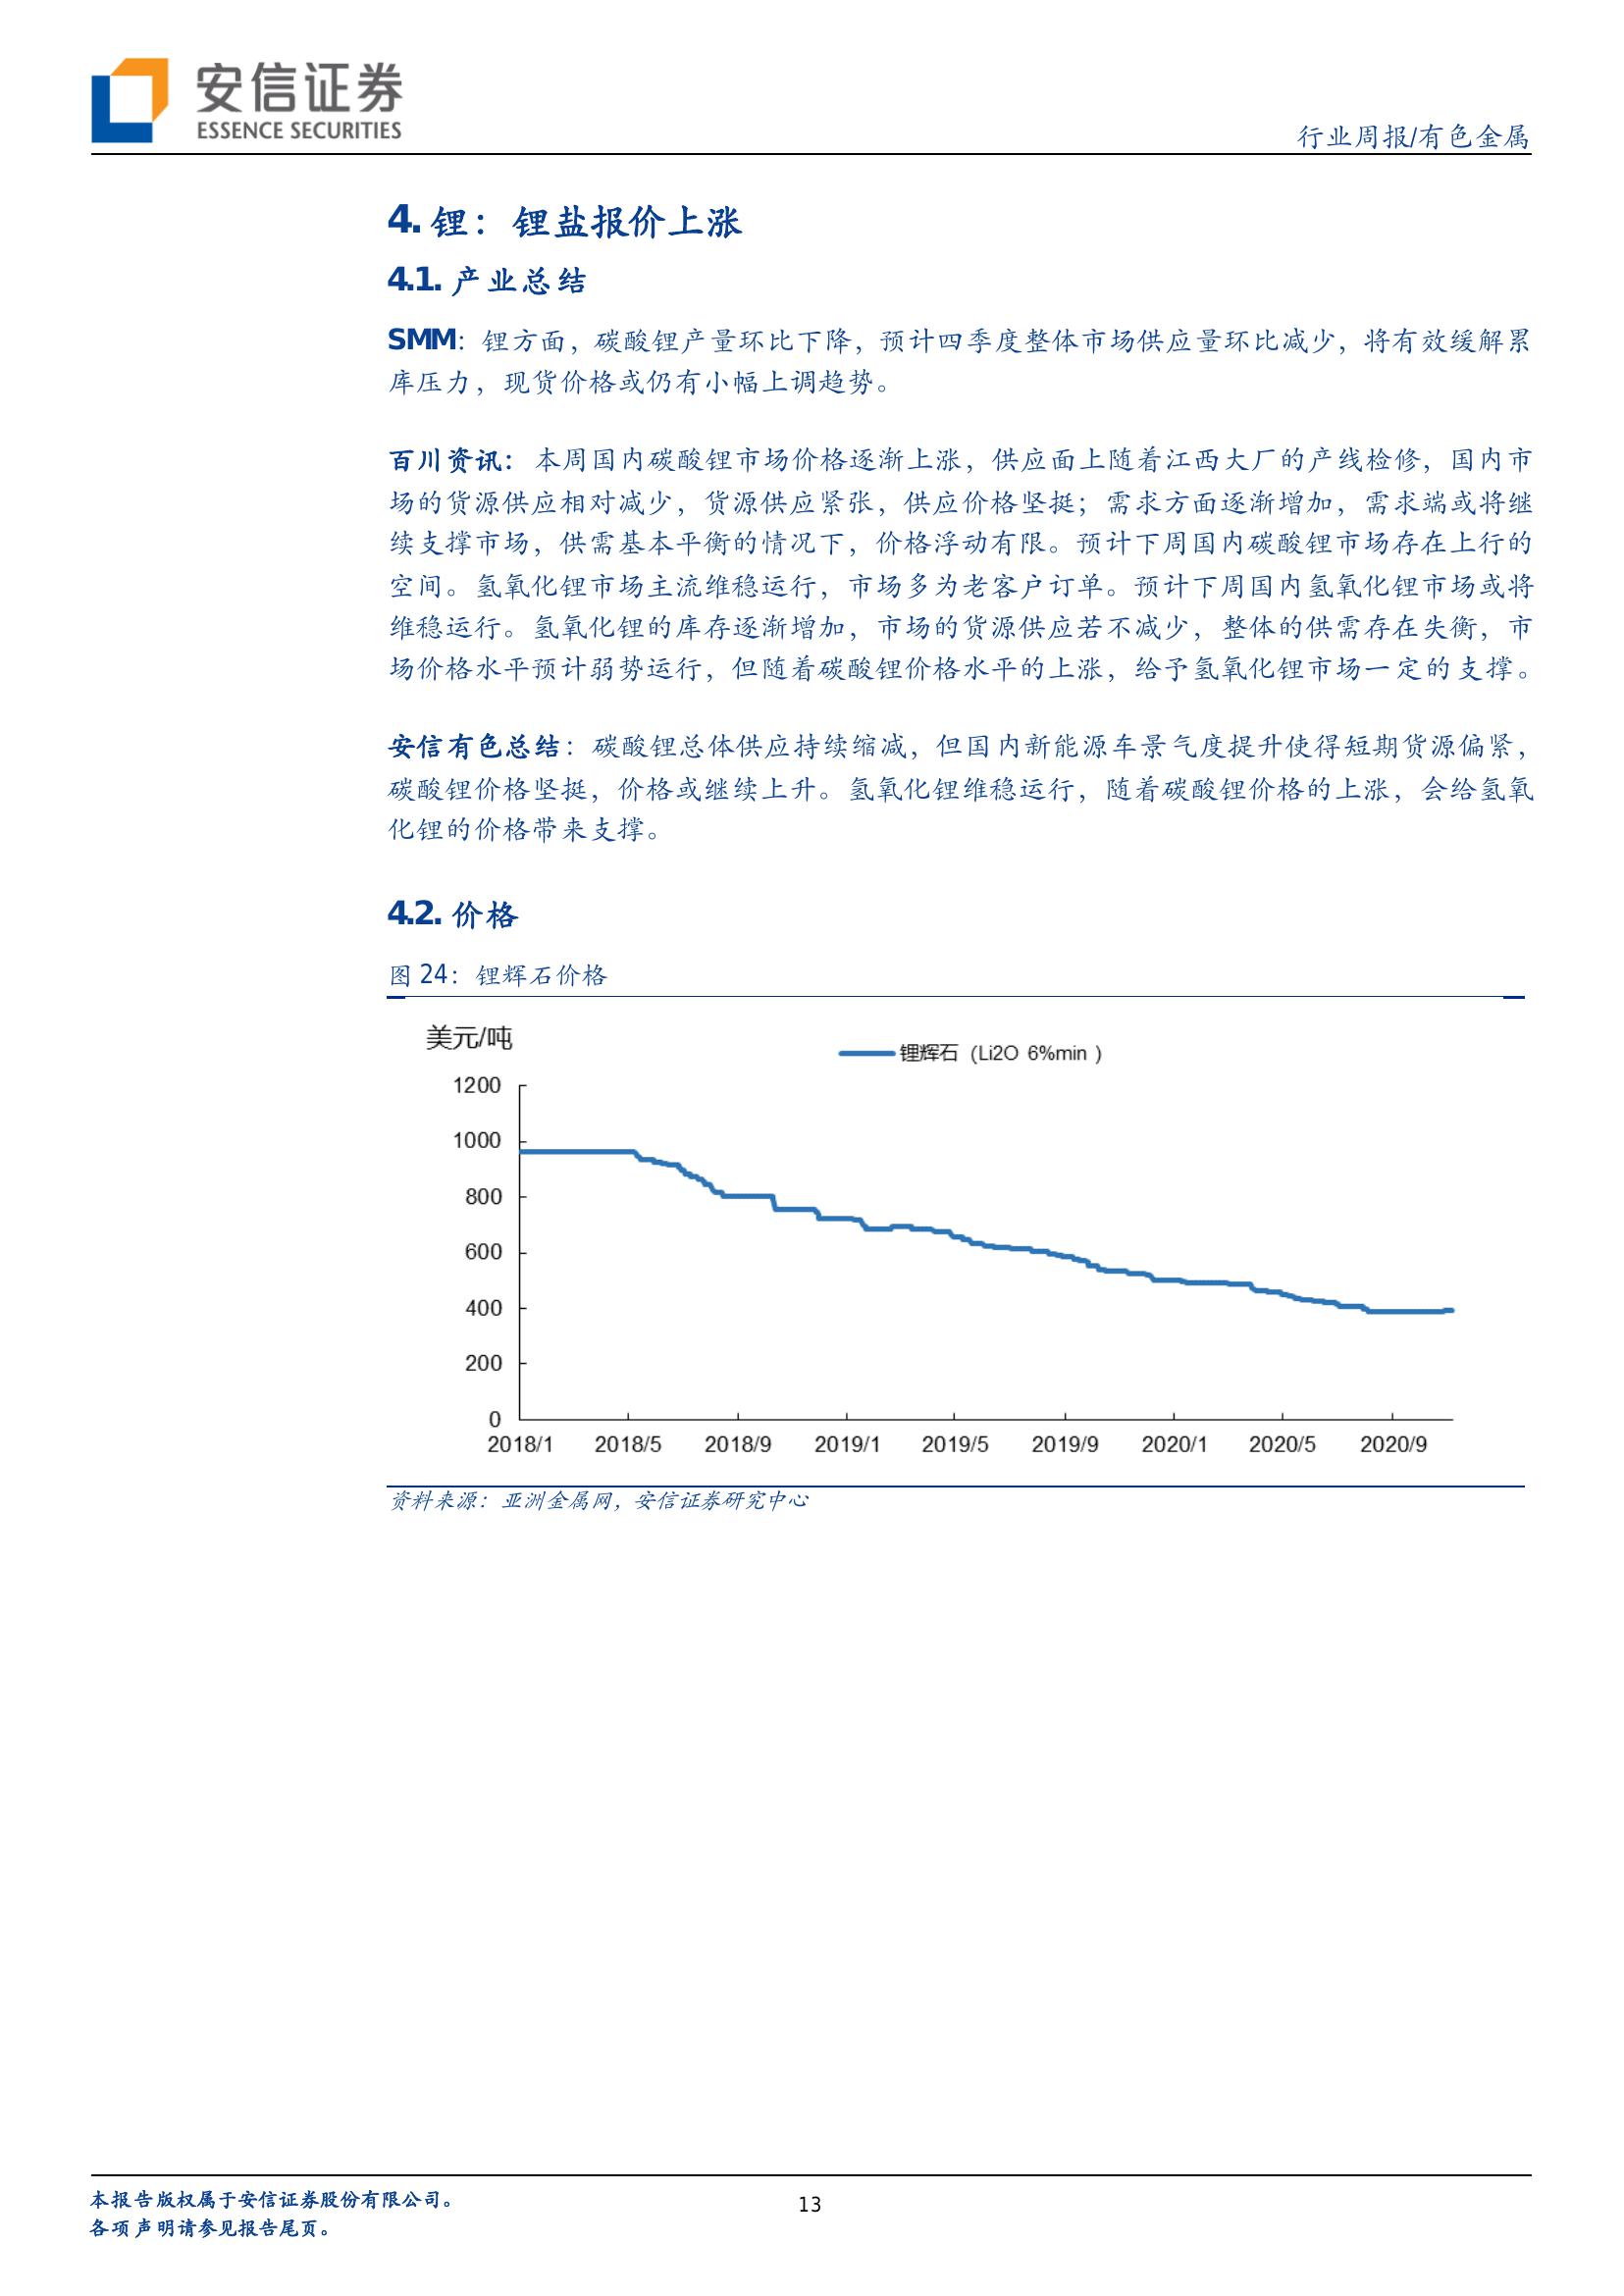 安信证券
ESSENCE SECURITIES
行业周报/有色金属
4. 锂：锂盐报价上涨
4.1. 产业总结
SMM：锂方面，碳酸锂产量环比下降，预计四季度整体市场供应量环比减少，将有效缓解累
库压力，现货价格或仍有小幅上调趋势。
百川资讯：本周国内碳酸锂市场价格逐渐上涨，供应面上随着江西大厂的产线检修，国内市
场的货源供应相对减少，货源供应紧张，供应价格坚挺；需求方面逐渐增加，需求端或将继
续支撑市场，供需基本平衡的情况下，价格浮动有限。预计下周国内碳酸锂市场存在上行的
空间。氢氧化锂市场主流维稳运行，市场多为老客户订单。预计下周国内氢氧化锂市场或将
维稳运行。氢氧化锂的库存逐渐增加，市场的货源供应若不减少，整体的供需存在失衡，市
场价格水平预计弱势运行，但随着碳酸锂价格水平的上涨，给予氢氧化锂市场一定的支撑。
安信有色总结：碳酸锂总体供应持续缩减，但国内新能源车景气度提升使得短期货源偏紧，
碳酸锂价格坚挺，价格或继续上升。氢氧化锂维稳运行，随着碳酸锂价格的上涨，会给氢氧
化锂的价格带来支撑。
4.2. 价格
图 24：锂辉石价格
美元/吨
锂辉石（Li2O 6%min ）
1200
1000
800
600
400
200
0
2018/1 2018/5 2018/9 2019/1 2019/5 2019/9 2020/1 2020/5 2020/9
资料来源：亚洲金属网，安信证券研究中心
本报告版权属于安信证券股份有限公司。
13
各项声明请参见报告尾页。